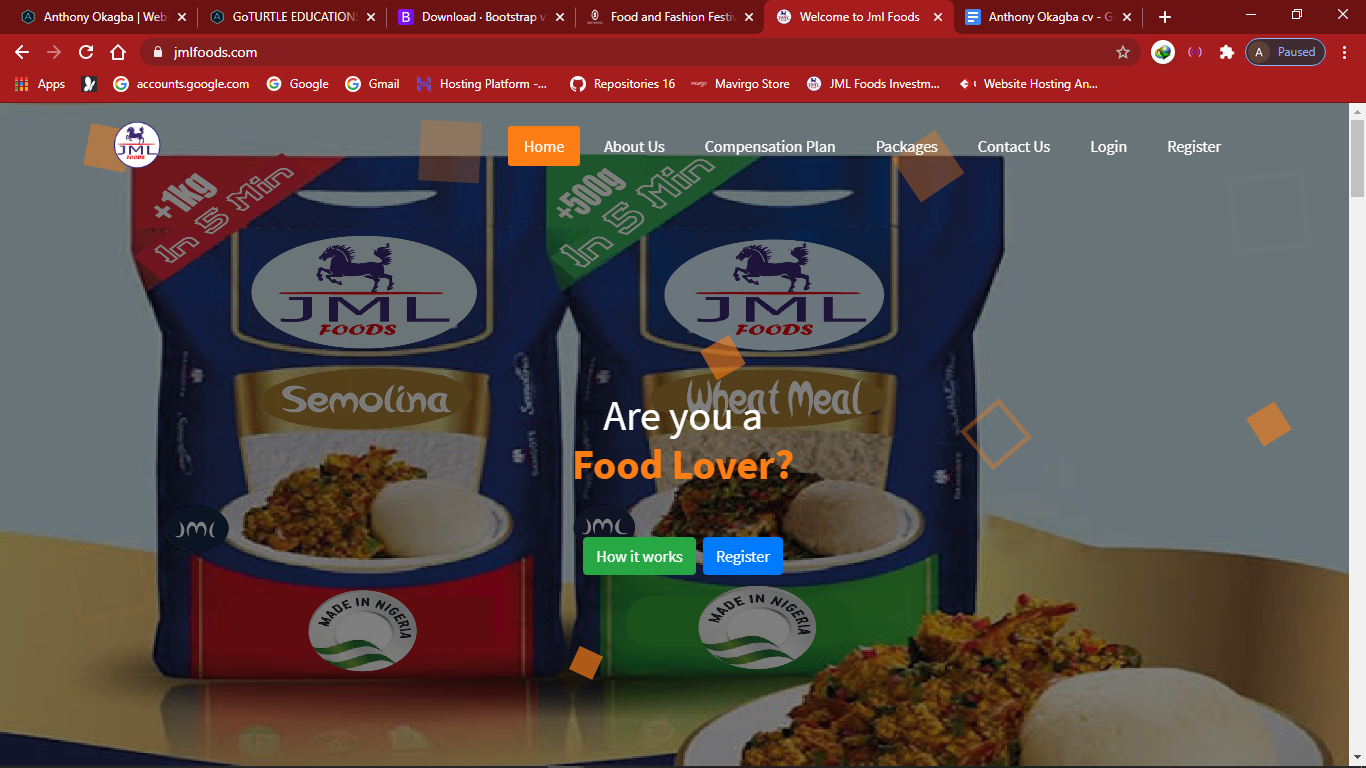 Anthony Okagba | Web
GoTURTLE EDUCATION
Download · Bootstrap v
Food and Fashion Festiv
Welcome to Jml Foods
Anthony Okagba cv - G
jmlfoods.com
A Paused
Apps
accounts.google.com
Google
Gmail
Hosting Platform -...
Repositories 16
Mavirgo Store
JML Foods Investm...
Website Hosting An...
JML
FOODS
Home
About Us
Compensation Plan
Packages
Contact Us
Login
Register
+1kg
In 5 Min
+500g
In 5 Min
JML
FOODS
JML
FOODS
Semolina
Wheat Meal
Are you a
Food Lover?
JML
JML
How it works
Register
MADE IN NIGERIA
MADE IN NIGERIA